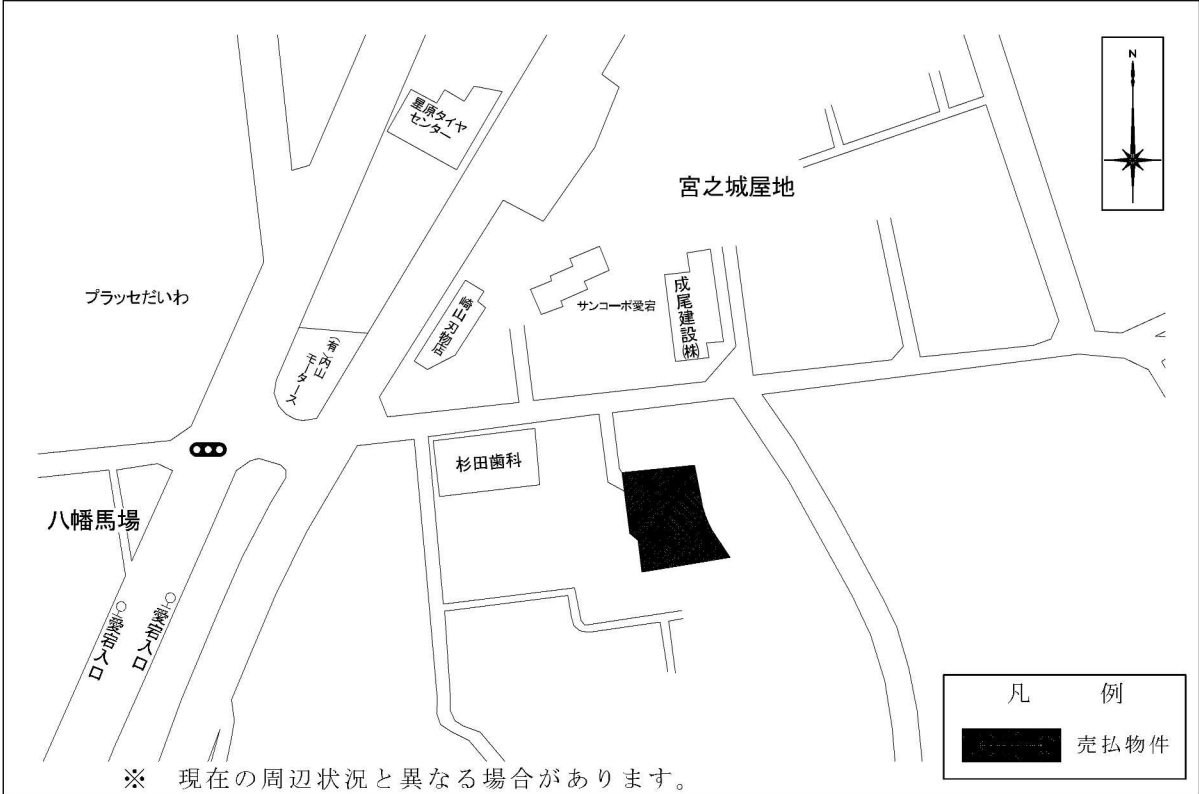 N
星原タイヤ
センター
宮之城屋地
プラッセだいわ
崎山刃物店
サンコーポ愛宕
成尾建設㈱
(有)内山
モータース
杉田歯科
八幡馬場
愛宕入口
愛宕入口
凡 例
売払物件
※ 現在の周辺状況と異なる場合があります。